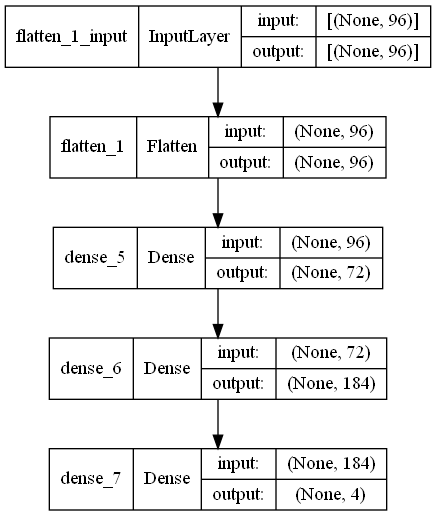 flatten_1_input InputLayer input: [(None, 96)]
output: [(None, 96)]
flatten_1 Flatten input: (None, 96)
output: (None, 96)
dense_5 Dense input: (None, 96)
output: (None, 72)
dense_6 Dense input: (None, 72)
output: (None, 184)
dense_7 Dense input: (None, 184)
output: (None, 4)